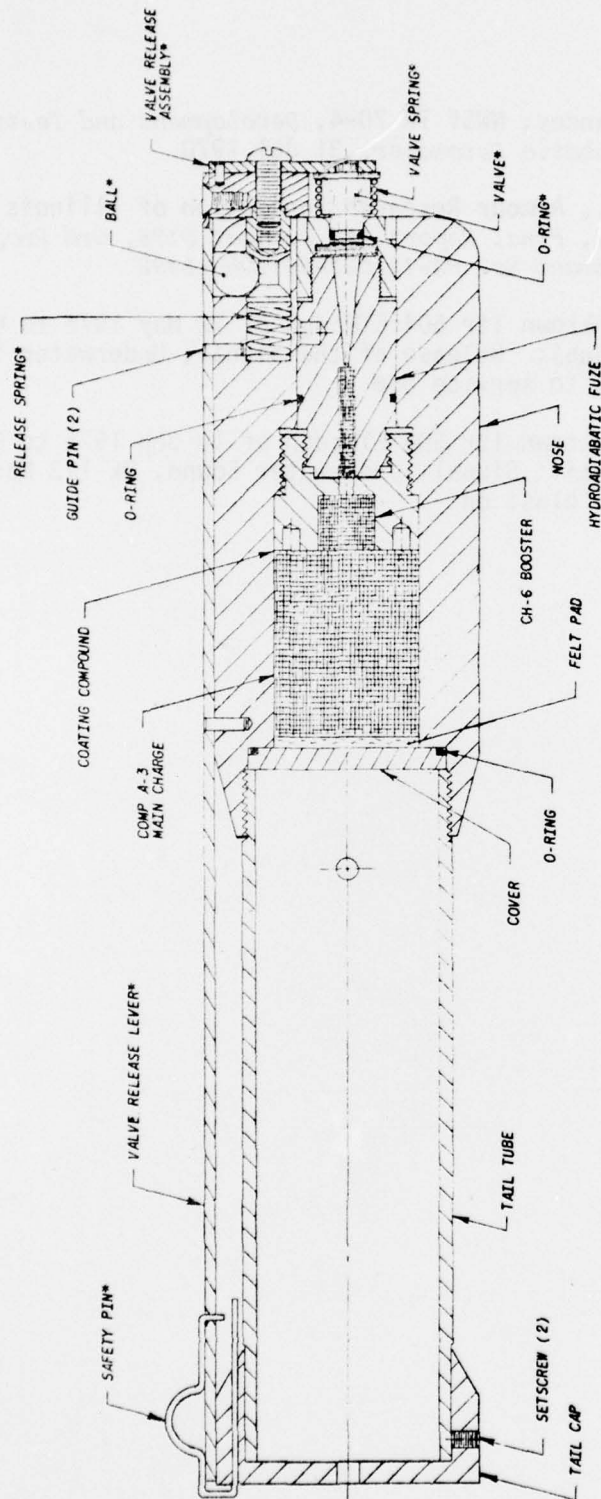 SAFETY PIN*
VALVE RELEASE LEVER*
COMP A-3
MAIN CHARGE
COATING COMPOUND
O-RING
GUIDE PIN (2)
RELEASE SPRING*
BALL*
VALVE RELEASE
ASSEMBLY*
VALVE SPRING*
VALVE*
O-RING*
HYDROADIABATIC FUZE
NOSE
CH-6 BOOSTER
FELT PAD
O-RING
COVER
TAIL TUBE
SETSCREW (2)
TAIL CAP